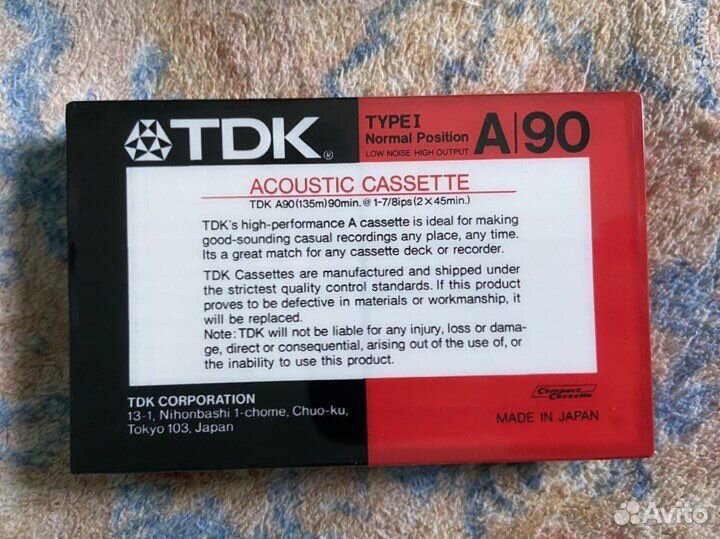 TDK®
TYPE I
Normal Position
LOW NOISE HIGH OUTPUT
A|90
ACOUSTIC CASSETTE
TDK A90(135m)90min. @ 1-7/8ips(2 × 45min.)
TDK's high-performance A cassette is ideal for making
good-sounding casual recordings any place, any time.
Its a great match for any cassette deck or recorder.
TDK Cassettes are manufactured and shipped under
the strictest quality control standards. If this product
proves to be defective in materials or workmanship, it
will be replaced.
Note: TDK will not be liable for any injury, loss or dama-
ge, direct or consequential, arising out of the use of, or
the inability to use this product.
TDK CORPORATION
13-1, Nihonbashi 1-chome, Chuo-ku,
Tokyo 103, Japan
Compact
Cassette
MADE IN JAPAN
Avito
Avito